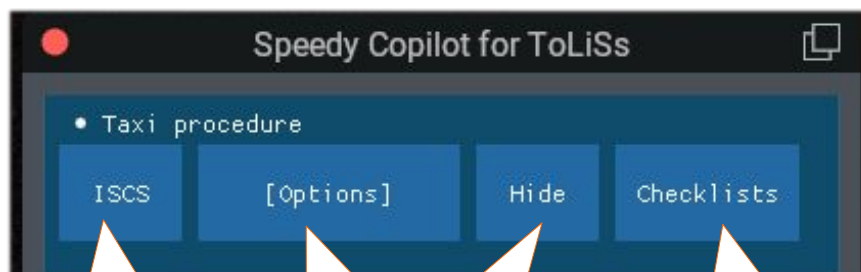 Speedy Copilot for ToLiSs
• Taxi procedure
ISCS [Options] Hide Checklists